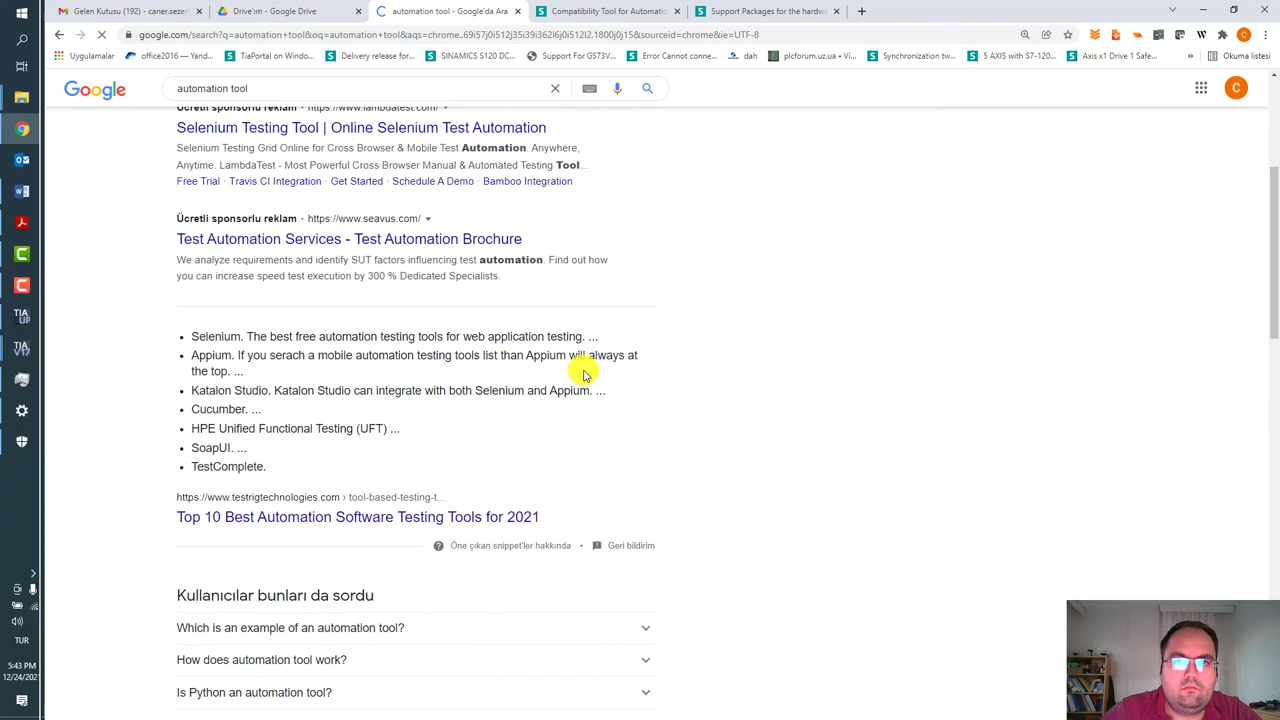 Gelen Kutusu (192) - caner.sezer
Drive'ım - Google Drive
automation tool - Google'da Ara
Compatibility Tool for Automatio
Support Packages for the hardwa
google.com/search?q=automation+tool&oq=automation+tool&aqs=chrome..69i57j0i512j35i39i362l6j0i512l2.1800j0j15&sourceid=chrome&ie=UTF-8
Uygulamalar
office2016 – Yand...
TiaPortal on Windo...
Delivery release for...
SINAMICS S120 DC...
Support For GS73V...
Error Cannot conne...
dah
plcforum.uz.ua • Vi...
Synchronization tw...
5 AXIS with S7-120...
Axis x1 Drive 1 Safe...
»
Okuma listesi
Google
automation tool
C
Ücretli sponsorlu reklam · https://www.lambdatest.com/
Selenium Testing Tool | Online Selenium Test Automation
Selenium Testing Grid Online for Cross Browser & Mobile Test Automation. Anywhere,
Anytime. LambdaTest - Most Powerful Cross Browser Manual & Automated Testing Tool...
Free Trial · Travis CI Integration · Get Started · Schedule A Demo · Bamboo Integration
Ücretli sponsorlu reklam · https://www.seavus.com/
Test Automation Services - Test Automation Brochure
We analyze requirements and identify SUT factors influencing test automation. Find out how
you can increase speed test execution by 300 % Dedicated Specialists.
• Selenium. The best free automation testing tools for web application testing. ...
• Appium. If you serach a mobile automation testing tools list than Appium will always at
the top. ...
• Katalon Studio. Katalon Studio can integrate with both Selenium and Appium. ...
• Cucumber. ...
• HPE Unified Functional Testing (UFT) ...
• SoapUI. ...
• TestComplete.
https://www.testrigtechnologies.com › tool-based-testing-t...
Top 10 Best Automation Software Testing Tools for 2021
Öne çıkan snippet'ler hakkında • Geri bildirim
Kullanıcılar bunları da sordu
Which is an example of an automation tool?
How does automation tool work?
Is Python an automation tool?
TIA
UP
TIA
V17
TUR
5:43 PM
12/24/202